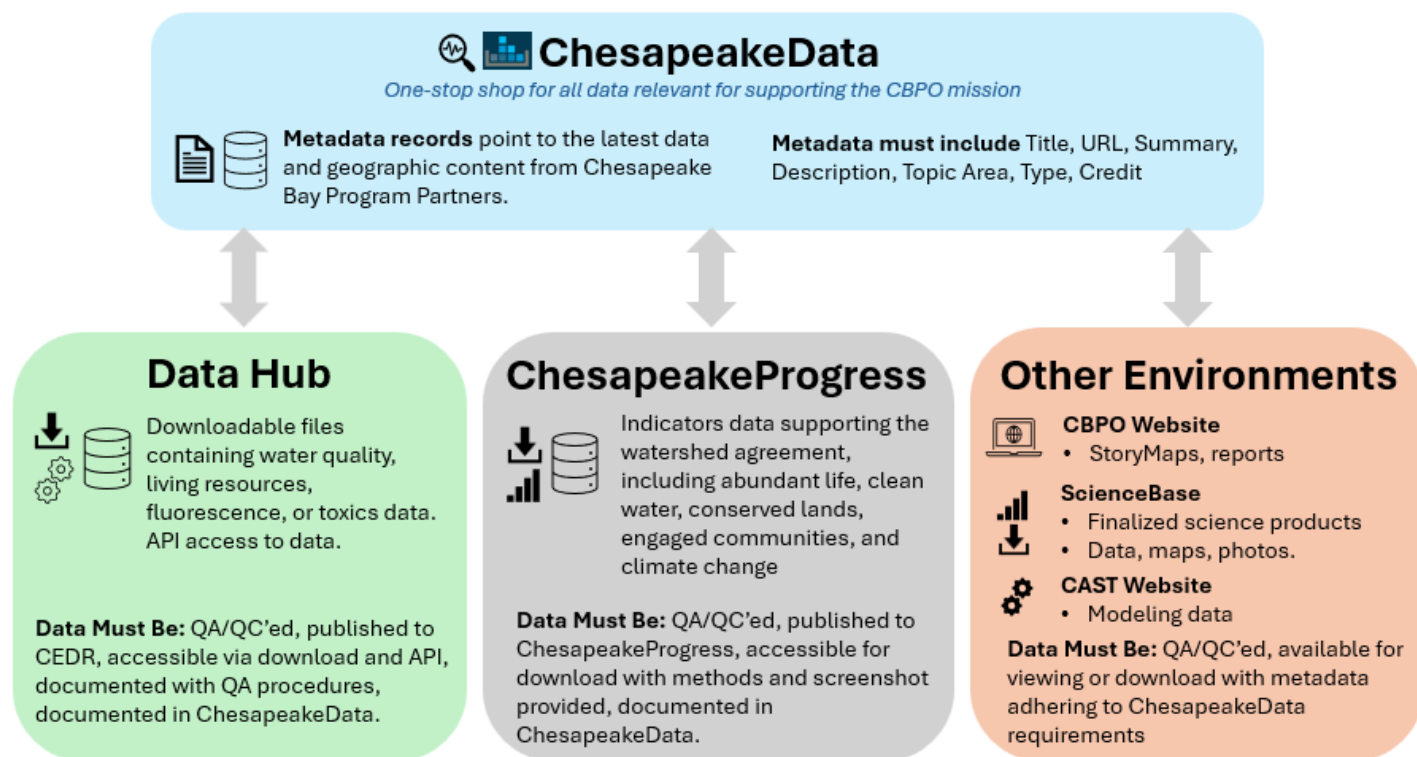 ChesapeakeData
One-stop shop for all data relevant for supporting the CBPO mission
Metadata records point to the latest data
and geographic content from Chesapeake
Bay Program Partners.
Metadata must include Title, URL, Summary,
Description, Topic Area, Type, Credit
Data Hub
Downloadable files
containing water quality,
living resources,
fluorescence, or toxics data.
API access to data.
Data Must Be: QA/QC'ed, published to
CEDR, accessible via download and API,
documented with QA procedures,
documented in ChesapeakeData.
ChesapeakeProgress
Indicators data supporting the
watershed agreement,
including abundant life, clean
water, conserved lands,
engaged communities, and
climate change
Data Must Be: QA/QC'ed, published to
ChesapeakeProgress, accessible for
download with methods and screenshot
provided, documented in
ChesapeakeData.
Other Environments
CBPO Website
• StoryMaps, reports
ScienceBase
• Finalized science products
• Data, maps, photos.
CAST Website
• Modeling data
Data Must Be: QA/QC'ed, available for
viewing or download with metadata
adhering to ChesapeakeData
requirements